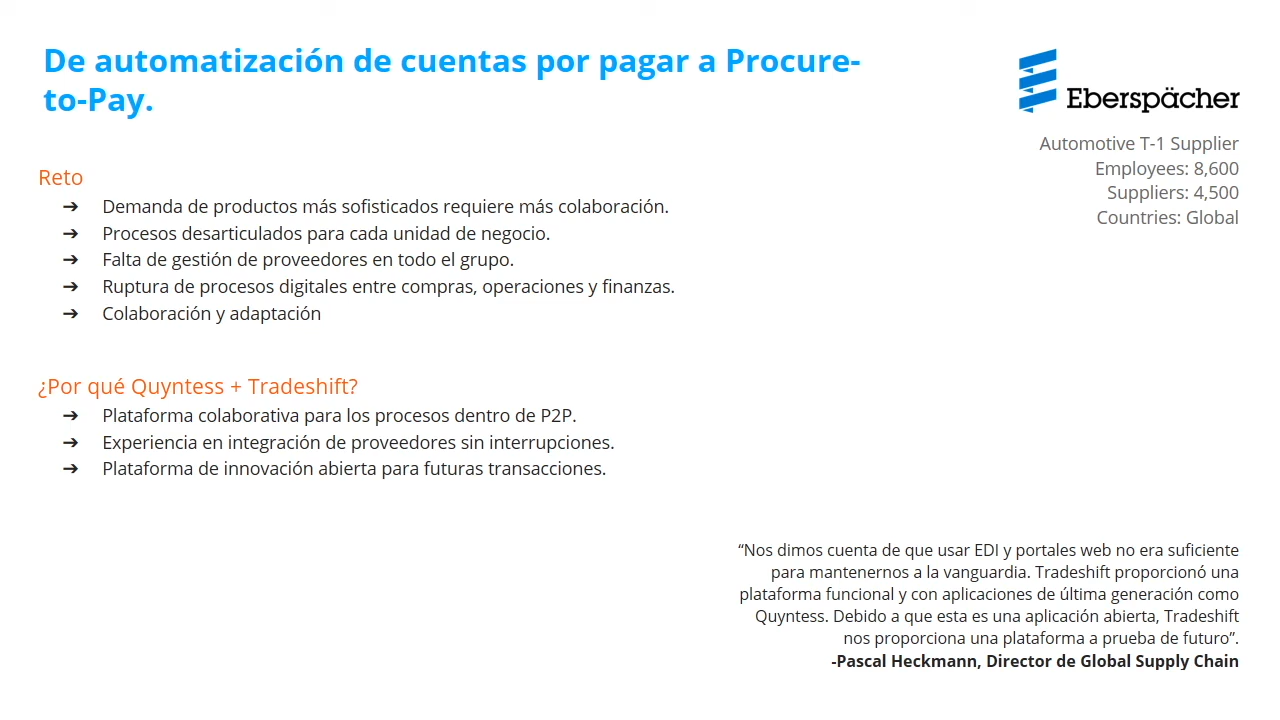 De automatización de cuentas por pagar a Procure-
to-Pay.
Eberspächer
Automotive T-1 Supplier
Employees: 8,600
Suppliers: 4,500
Countries: Global
Reto
➔ Demanda de productos más sofisticados requiere más colaboración.
➔ Procesos desarticulados para cada unidad de negocio.
➔ Falta de gestión de proveedores en todo el grupo.
➔ Ruptura de procesos digitales entre compras, operaciones y finanzas.
➔ Colaboración y adaptación
¿Por qué Quyntess + Tradeshift?
➔ Plataforma colaborativa para los procesos dentro de P2P.
➔ Experiencia en integración de proveedores sin interrupciones.
➔ Plataforma de innovación abierta para futuras transacciones.
“Nos dimos cuenta de que usar EDI y portales web no era suficiente
para mantenernos a la vanguardia. Tradeshift proporcionó una
plataforma funcional y con aplicaciones de última generación como
Quyntess. Debido a que esta es una aplicación abierta, Tradeshift
nos proporciona una plataforma a prueba de futuro”.
-Pascal Heckmann, Director de Global Supply Chain